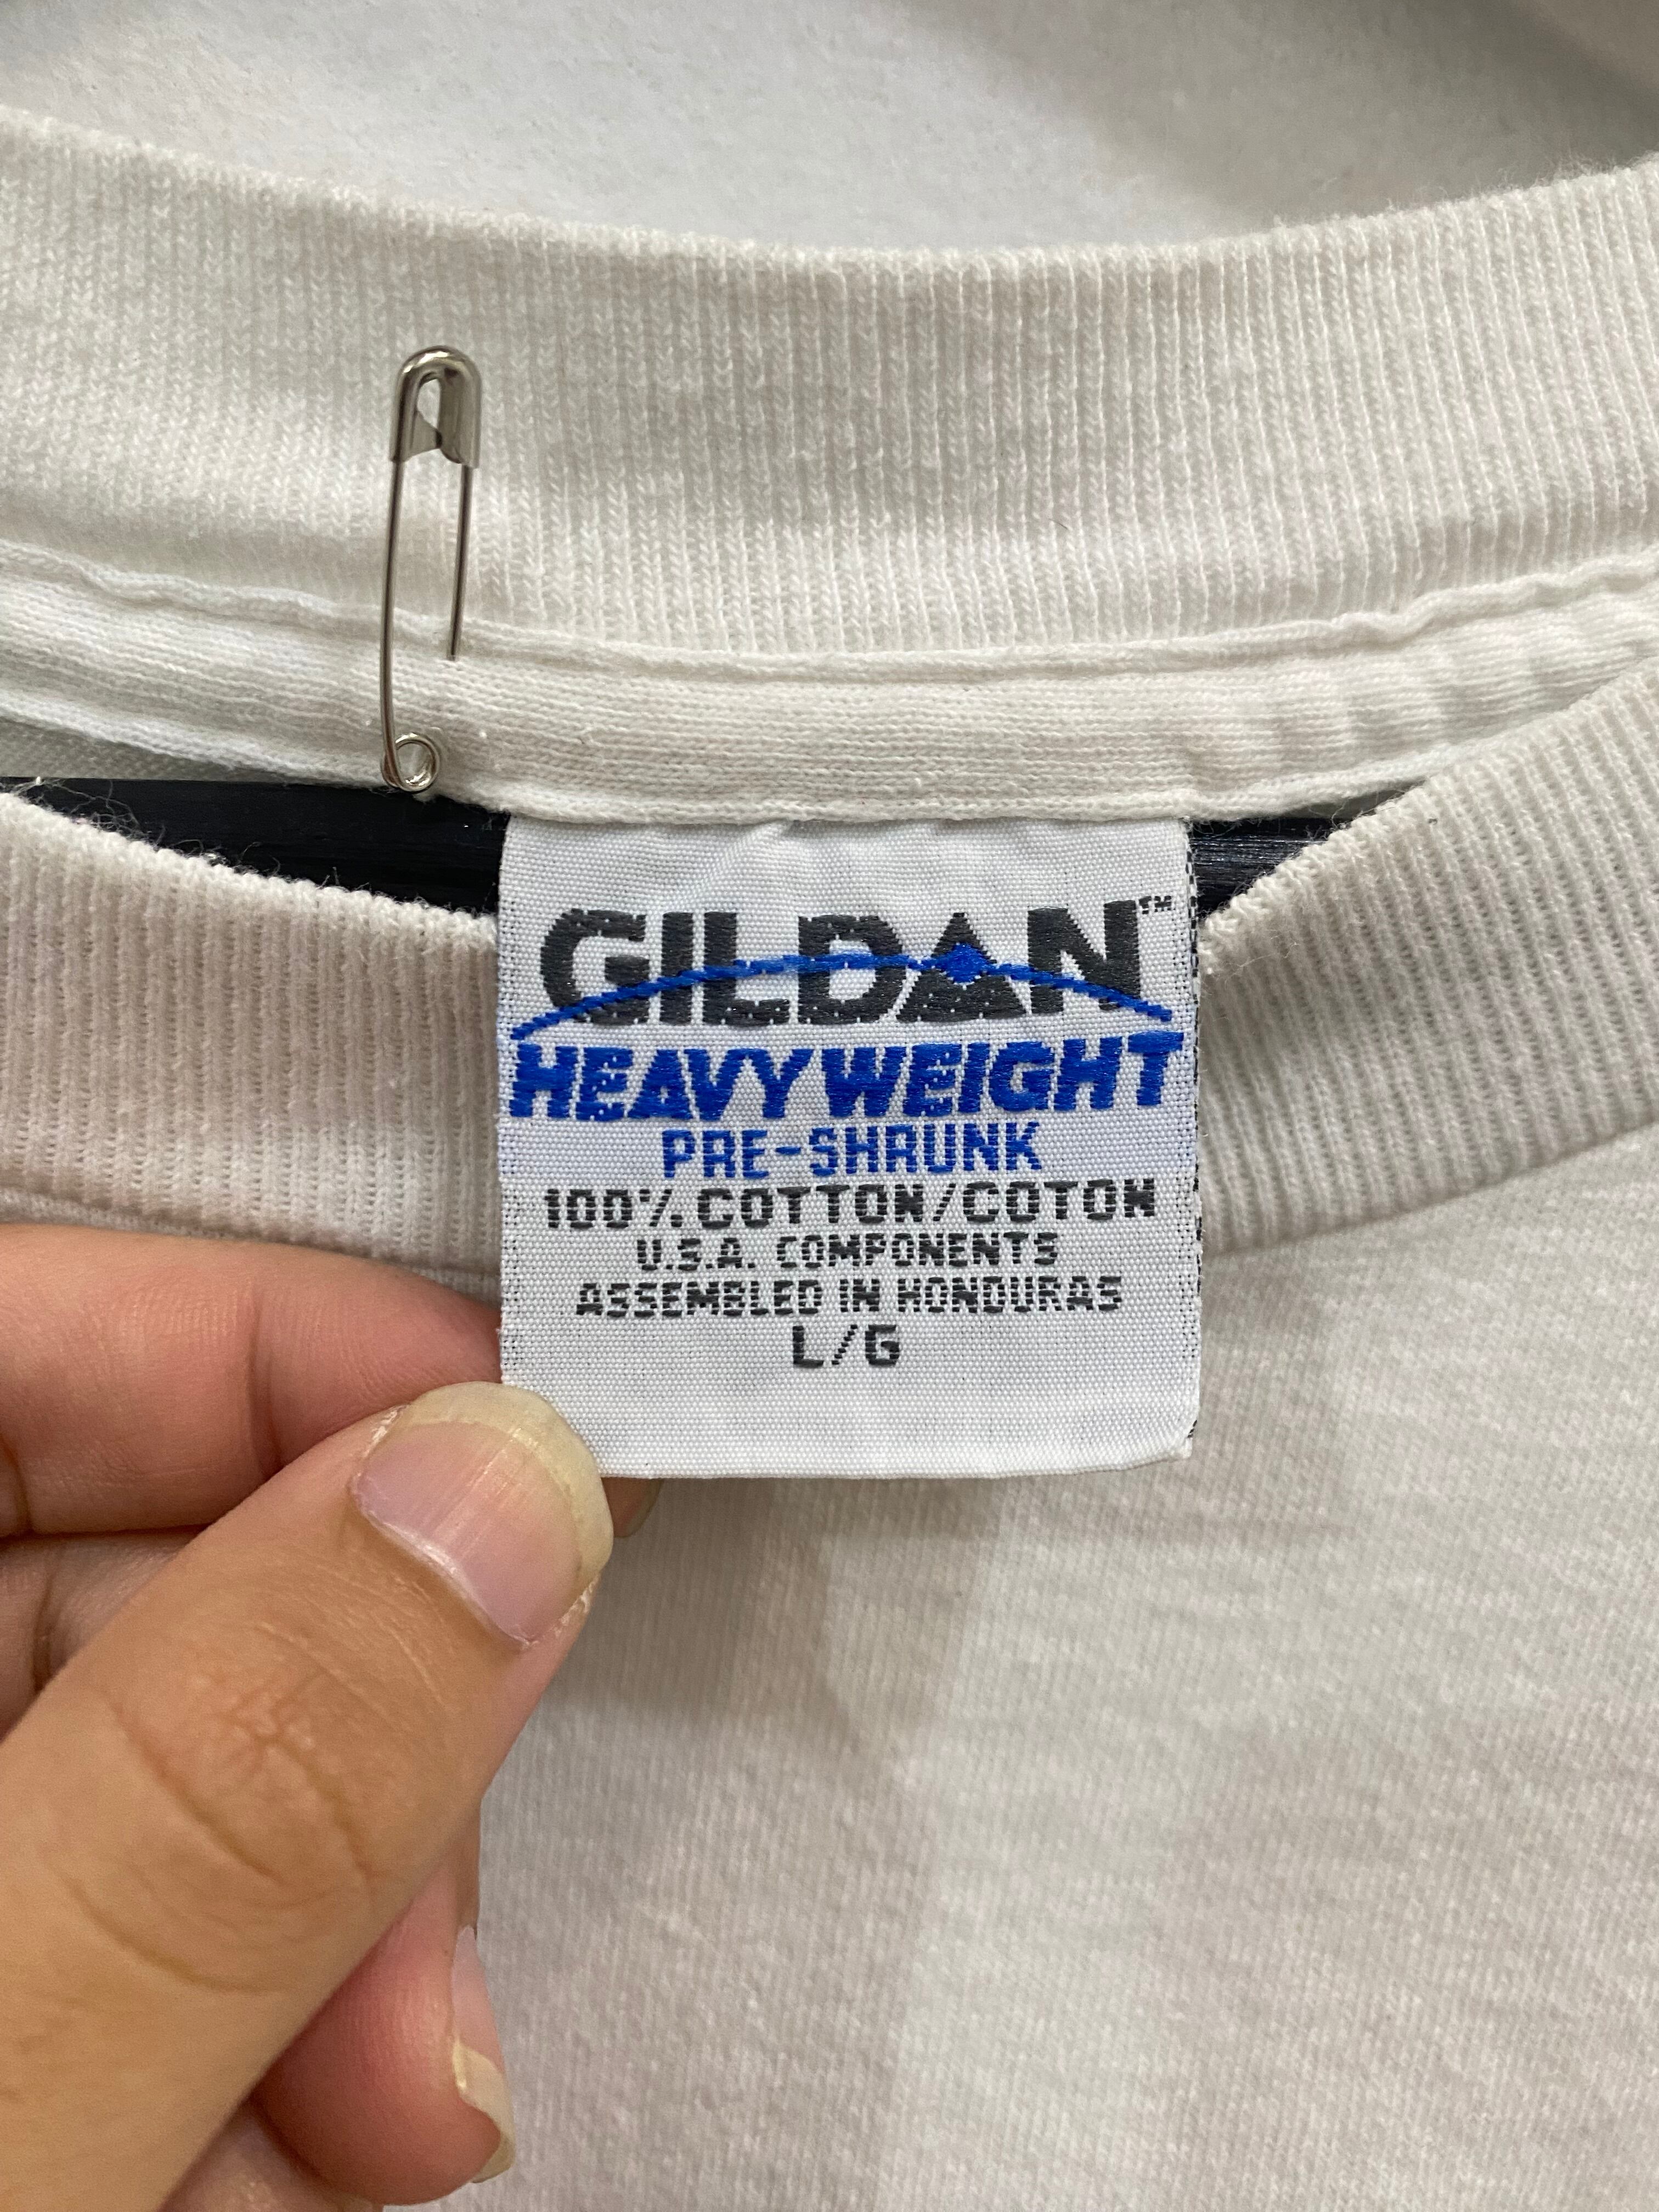 GILDAN™
HEAVYWEIGHT
PRE-SHRUNK
100% COTTON/COTON
U.S.A. COMPONENTS
ASSEMBLED IN HONDURAS
L/G